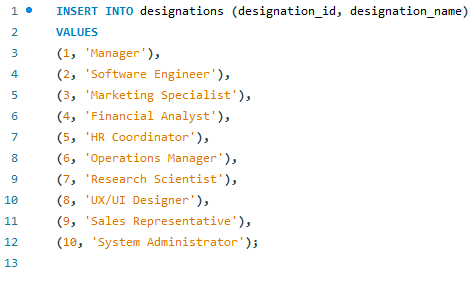 1 INSERT INTO designations (designation_id, designation_name)
2 VALUES
3 (1, 'Manager'),
4 (2, 'Software Engineer'),
5 (3, 'Marketing Specialist'),
6 (4, 'Financial Analyst'),
7 (5, 'HR Coordinator'),
8 (6, 'Operations Manager'),
9 (7, 'Research Scientist'),
10 (8, 'UX/UI Designer'),
11 (9, 'Sales Representative'),
12 (10, 'System Administrator');
13